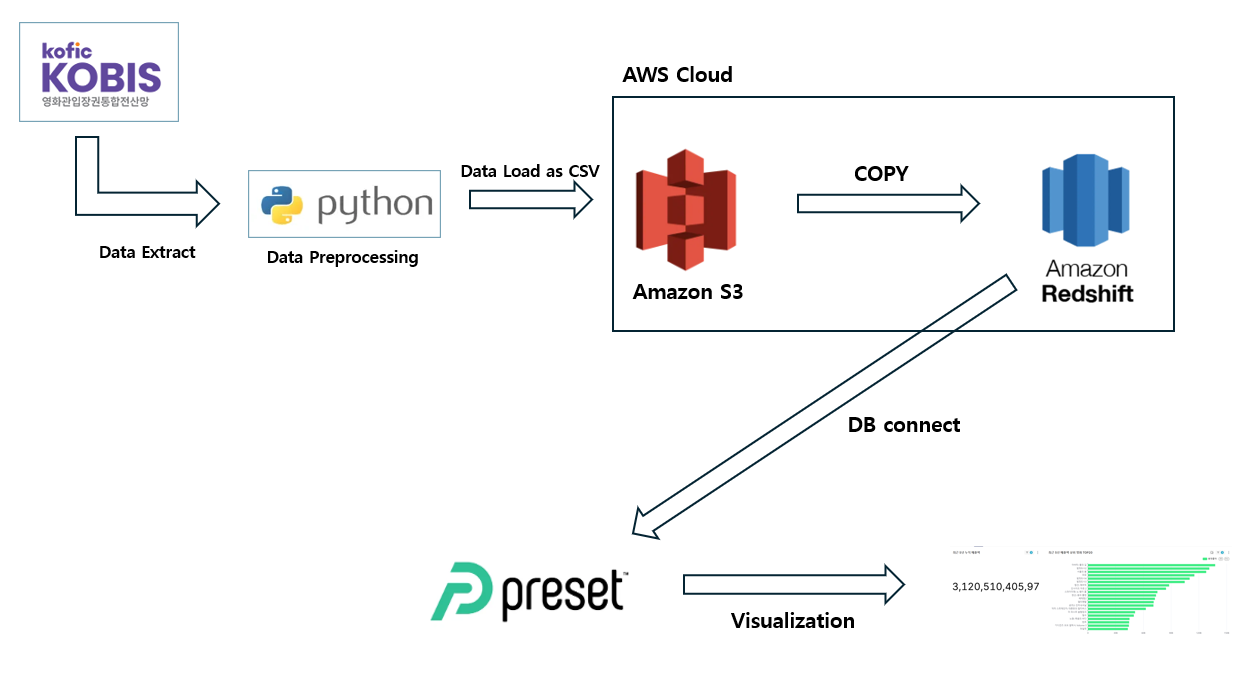 kofic
KOBIS
영화관입장권통합전산망
Data Extract
python
Data Preprocessing
Data Load as CSV
AWS Cloud
Amazon S3
COPY
Amazon
Redshift
DB connect
preset™
Visualization
3,120,510,405,97